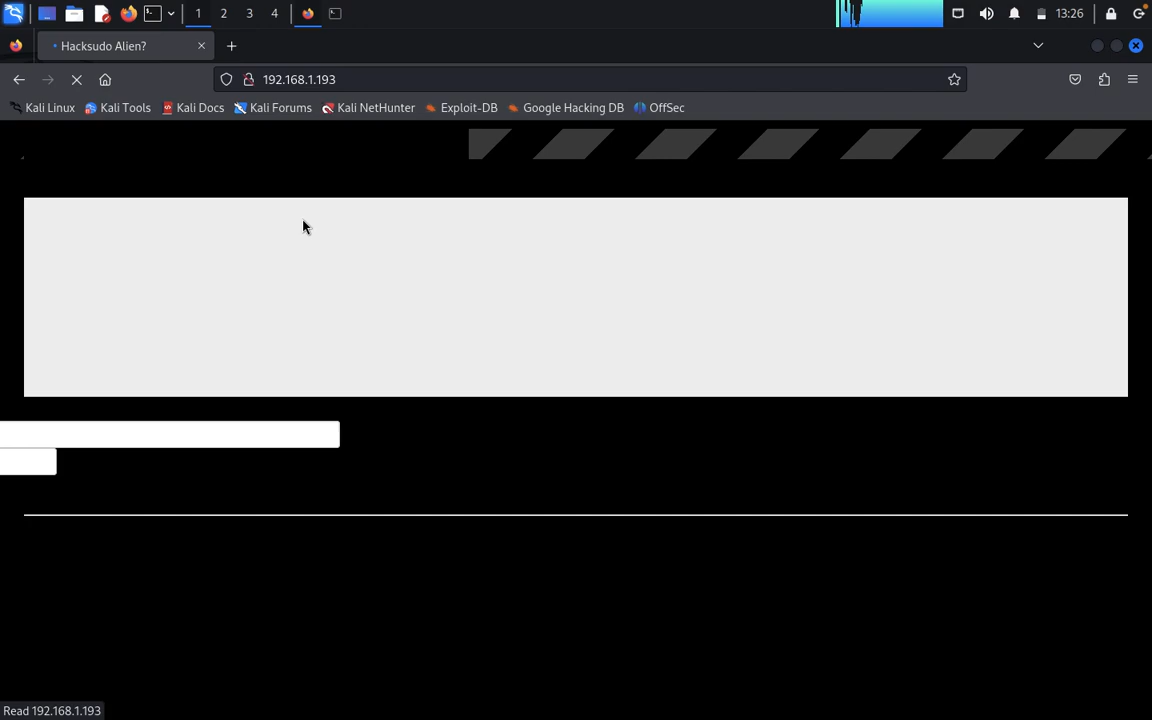 1 2 3 4 13:26
Hacksudo Alien?
192.168.1.193
Kali Linux Kali Tools Kali Docs Kali Forums Kali NetHunter Exploit-DB Google Hacking DB OffSec
Read 192.168.1.193